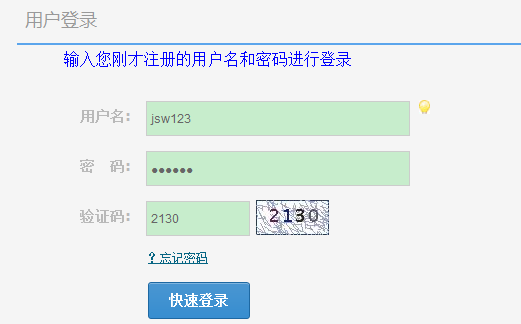 用户登录
输入您刚才注册的用户名和密码进行登录
用户名: jsw123
密 码: ●●●●●●
验证码: 2130 2130
? 忘记密码
快速登录